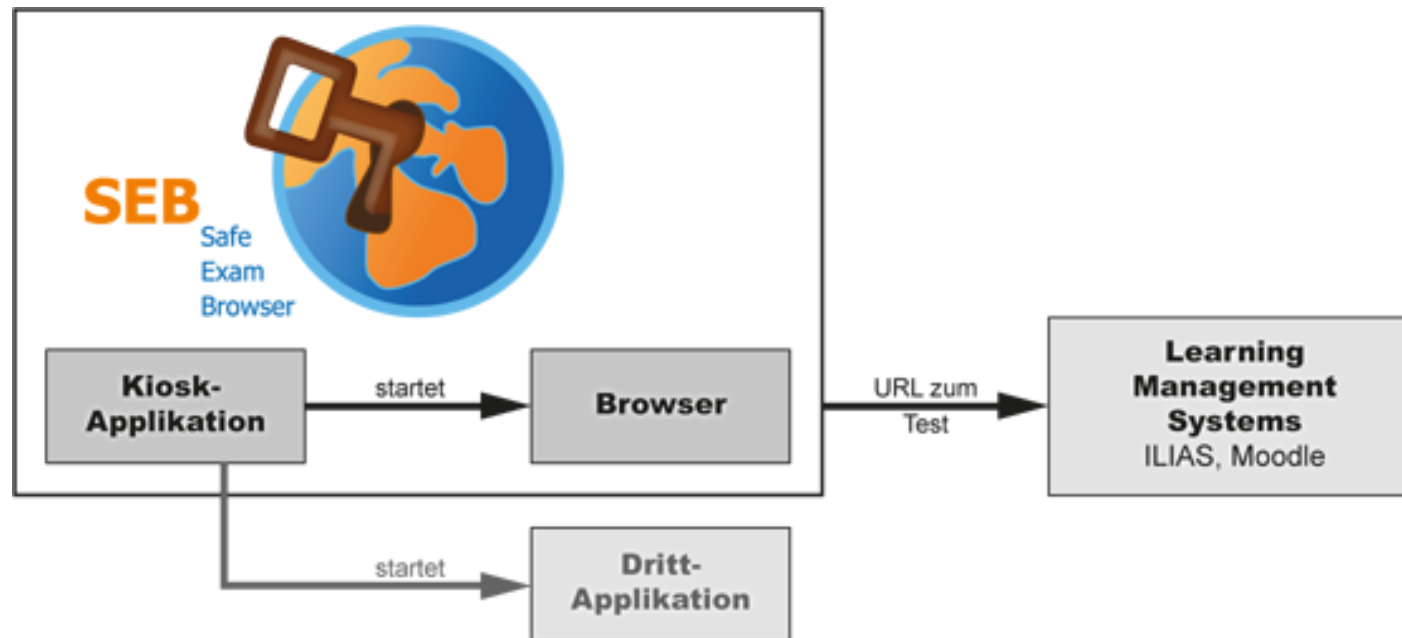 SEB
Safe
Exam
Browser
Kiosk-
Applikation
startet
Browser
URL zum
Test
Learning
Management
Systems
ILIAS, Moodle
startet
Dritt-
Applikation